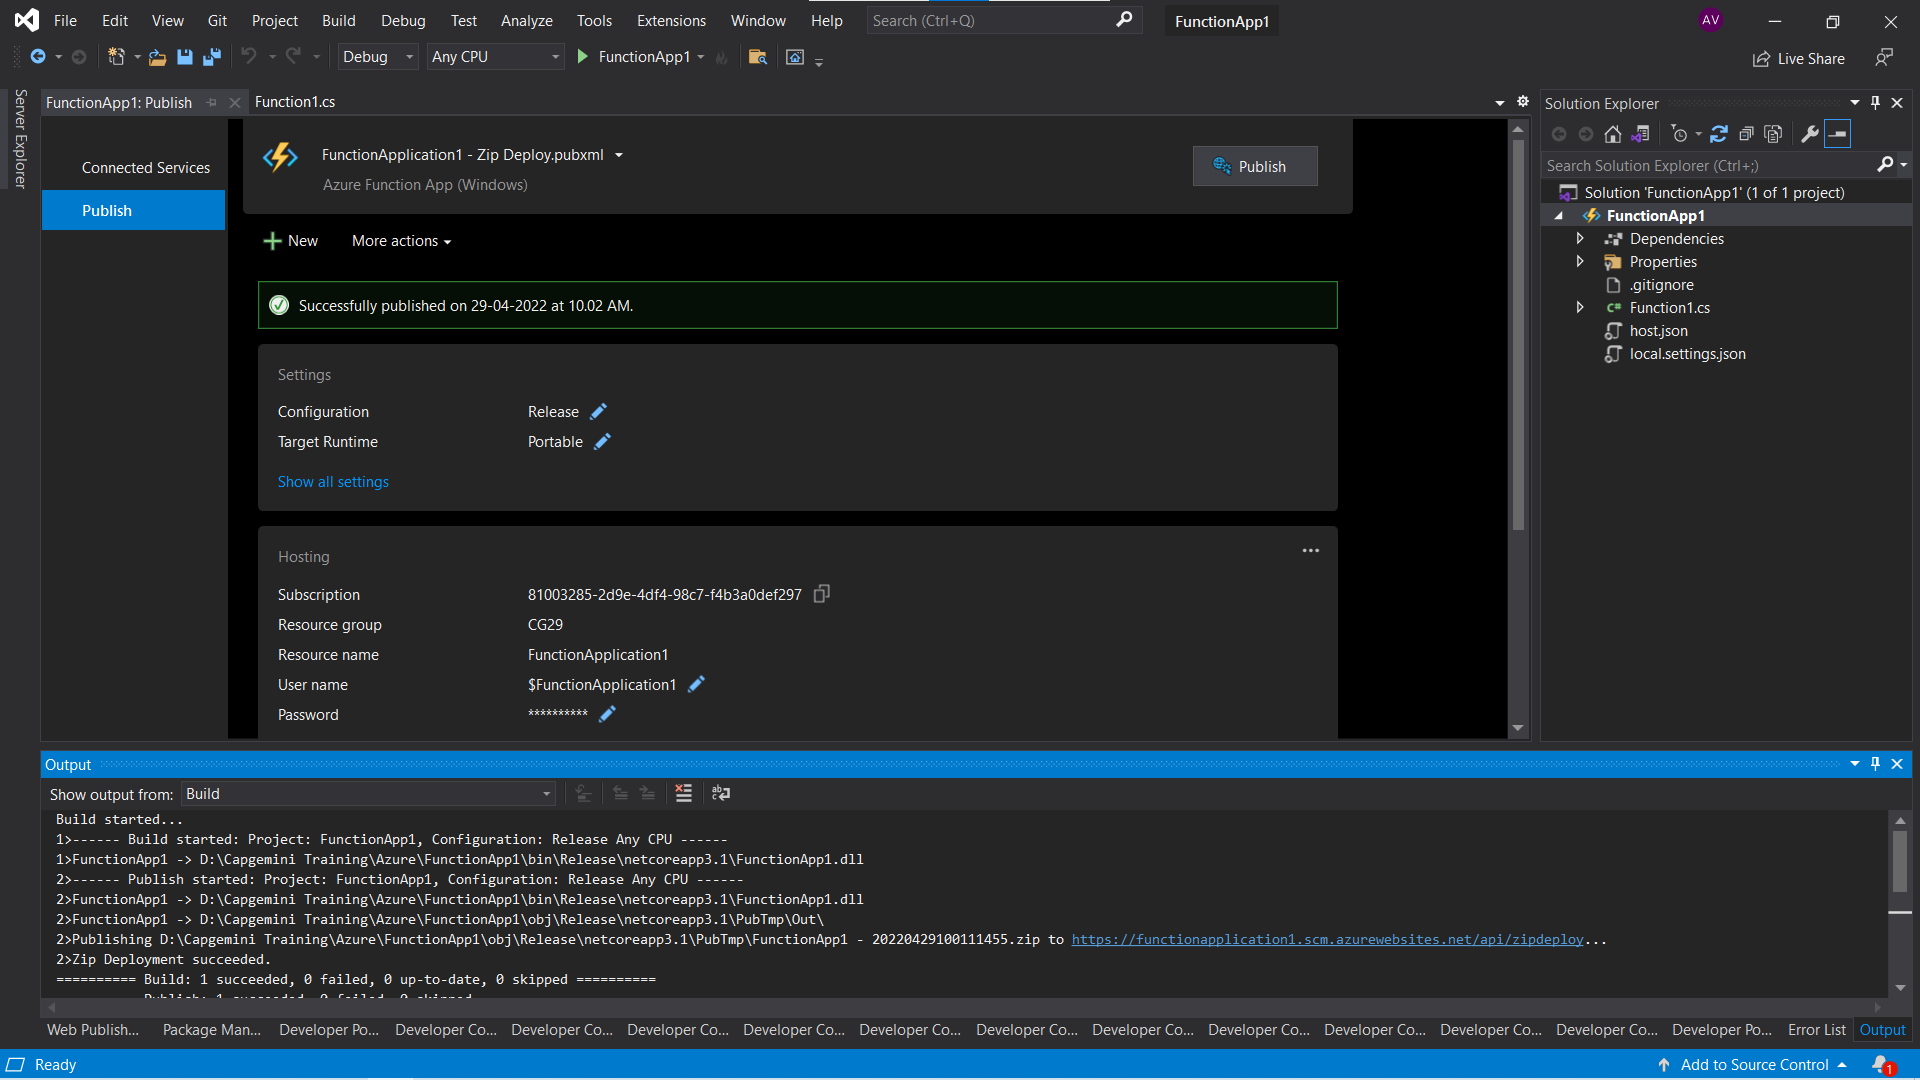 File Edit View Git Project Build Debug Test Analyze Tools Extensions Window Help Search (Ctrl+Q) FunctionApp1 AV
Debug Any CPU FunctionApp1 Live Share
Server Explorer
FunctionApp1: Publish Function1.cs
Connected Services
Publish
FunctionApplication1 - Zip Deploy.pubxml
Azure Function App (Windows)
Publish
New More actions
Successfully published on 29-04-2022 at 10.02 AM.
Settings
Configuration Release
Target Runtime Portable
Show all settings
Hosting
Subscription 81003285-2d9e-4df4-98c7-f4b3a0def297
Resource group CG29
Resource name FunctionApplication1
User name $FunctionApplication1
Password **********
Solution Explorer
Search Solution Explorer (Ctrl+;)
Solution 'FunctionApp1' (1 of 1 project)
FunctionApp1
Dependencies
Properties
.gitignore
C# Function1.cs
host.json
local.settings.json
Output
Show output from: Build
Build started...
1>------ Build started: Project: FunctionApp1, Configuration: Release Any CPU ------
1>FunctionApp1 -> D:\Capgemini Training\Azure\FunctionApp1\bin\Release\netcoreapp3.1\FunctionApp1.dll
2>------ Publish started: Project: FunctionApp1, Configuration: Release Any CPU ------
2>FunctionApp1 -> D:\Capgemini Training\Azure\FunctionApp1\bin\Release\netcoreapp3.1\FunctionApp1.dll
2>FunctionApp1 -> D:\Capgemini Training\Azure\FunctionApp1\obj\Release\netcoreapp3.1\PubTmp\Out\
2>Publishing D:\Capgemini Training\Azure\FunctionApp1\obj\Release\netcoreapp3.1\PubTmp\FunctionApp1 - 20220429100111455.zip to https://functionapplication1.scm.azurewebsites.net/api/zipdeploy...
2>Zip Deployment succeeded.
========== Build: 1 succeeded, 0 failed, 0 up-to-date, 0 skipped ==========
Publish: 1 succeeded, 0 failed, 0 skipped
Web Publish... Package Man... Developer Po... Developer Co... Developer Co... Developer Co... Developer Co... Developer Co... Developer Co... Developer Co... Developer Co... Developer Co... Developer Co... Developer Co... Developer Po... Error List Output
Ready Add to Source Control 1